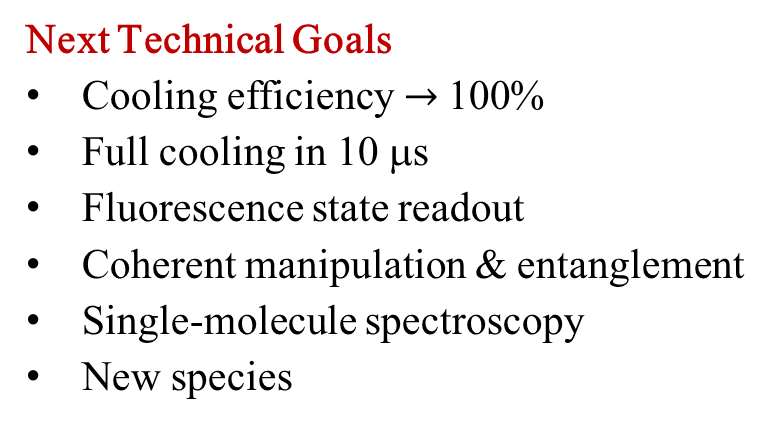 Next Technical Goals
• Cooling efficiency → 100%
• Full cooling in 10 μs
• Fluorescence state readout
• Coherent manipulation & entanglement
• Single-molecule spectroscopy
• New species